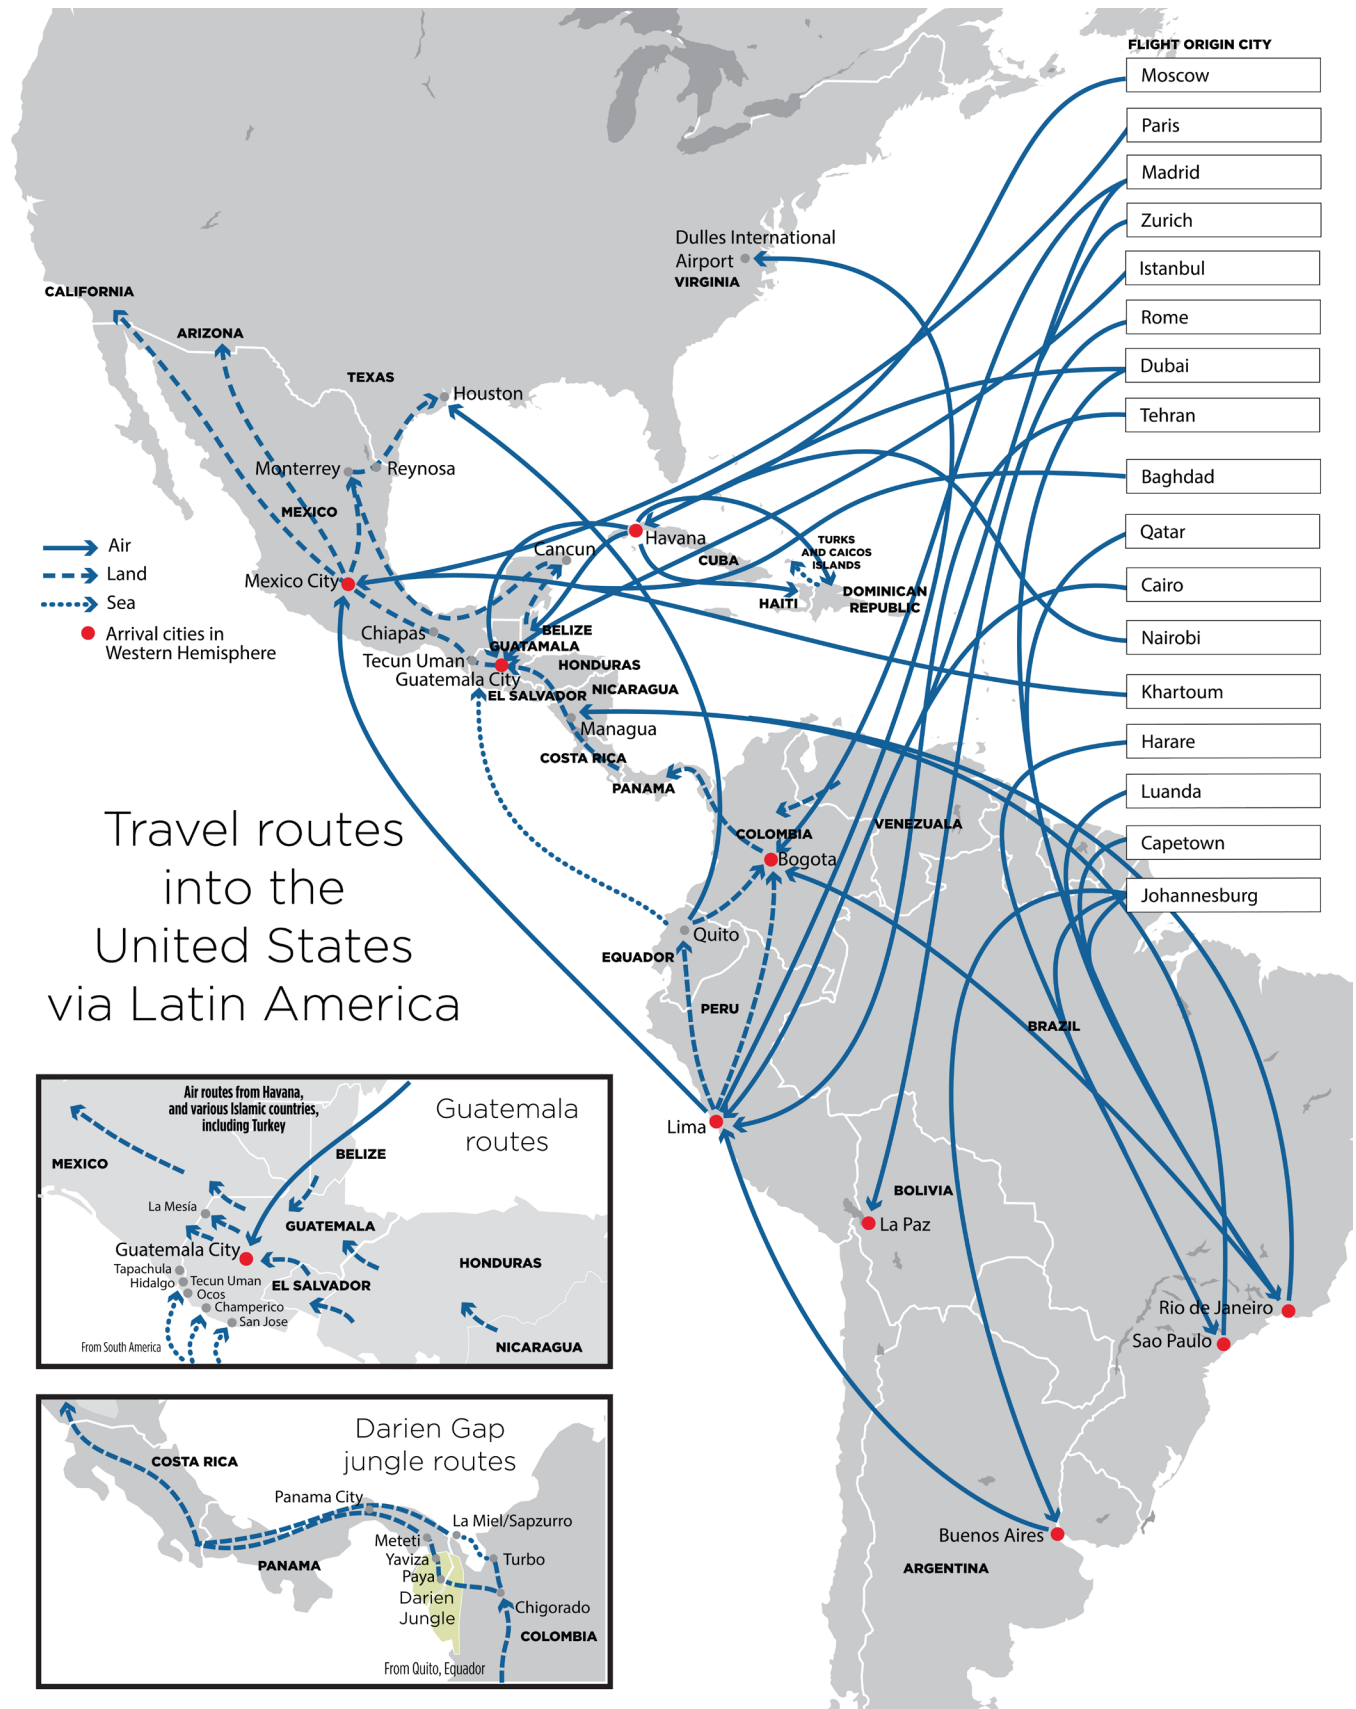 FLIGHT ORIGIN CITY
Moscow
Paris
Madrid
Zurich
Istanbul
Rome
Dubai
Tehran
Baghdad
Qatar
Cairo
Nairobi
Khartoum
Harare
Luanda
Capetown
Johannesburg
Dulles International
Airport
VIRGINIA
CALIFORNIA
ARIZONA
TEXAS
Houston
Monterrey
Reynosa
MEXICO
Air
Land
Sea
Arrival cities in
Western Hemisphere
Mexico City
Cancun
Havana
CUBA
TURKS
AND CAICOS
ISLANDS
HAITI
DOMINICAN
REPUBLIC
Chiapas
BELIZE
GUATAMALA
Tecun Uman
Guatemala City
HONDURAS
EL SALVADOR
NICARAGUA
Managua
COSTA RICA
PANAMA
COLOMBIA
VENEZUALA
Bogota
Quito
EQUADOR
PERU
BRAZIL
Lima
BOLIVIA
La Paz
Rio de Janeiro
Sao Paulo
Buenos Aires
ARGENTINA
Travel routes
into the
United States
via Latin America
Guatemala
routes
Air routes from Havana,
and various Islamic countries,
including Turkey
MEXICO
BELIZE
La Mesía
GUATEMALA
Guatemala City
Tapachula
Hidalgo
Tecun Uman
Ocos
Champerico
San Jose
EL SALVADOR
HONDURAS
NICARAGUA
From South America
Darien Gap
jungle routes
COSTA RICA
Panama City
La Miel/Sapzurro
Meteti
Yaviza
Paya
Turbo
PANAMA
Darien
Jungle
Chigorado
COLOMBIA
From Quito, Equador